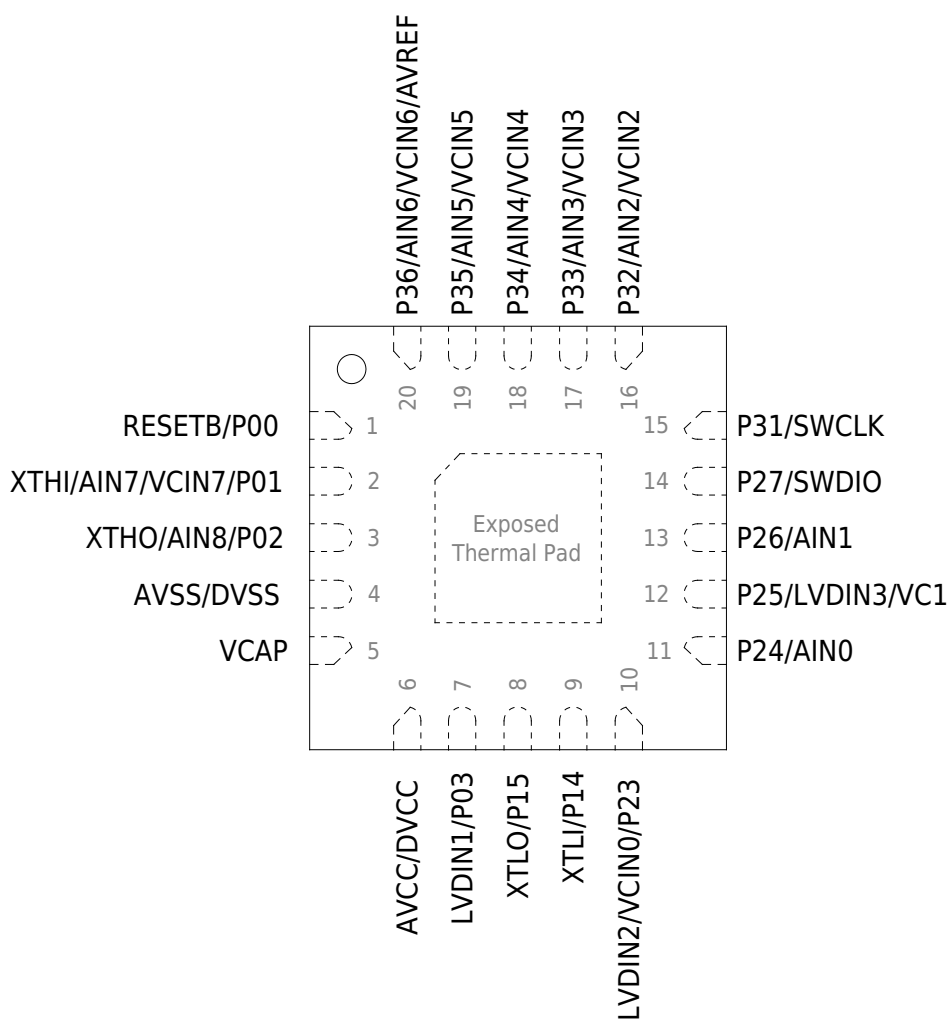 P36/AIN6/VCIN6/AVREF
P35/AIN5/VCIN5
P34/AIN4/VCIN4
P33/AIN3/VCIN3
P32/AIN2/VCIN2
20
19
18
17
16
RESETB/P00
1
XTHI/AIN7/VCIN7/P01
2
XTHO/AIN8/P02
3
AVSS/DVSS
4
VCAP
5
Exposed
Thermal Pad
15
P31/SWCLK
14
P27/SWDIO
13
P26/AIN1
12
P25/LVDIN3/VC1
11
P24/AIN0
6
7
8
9
10
AVCC/DVCC
LVDIN1/P03
XTLO/P15
XTLI/P14
LVDIN2/VCIN0/P23